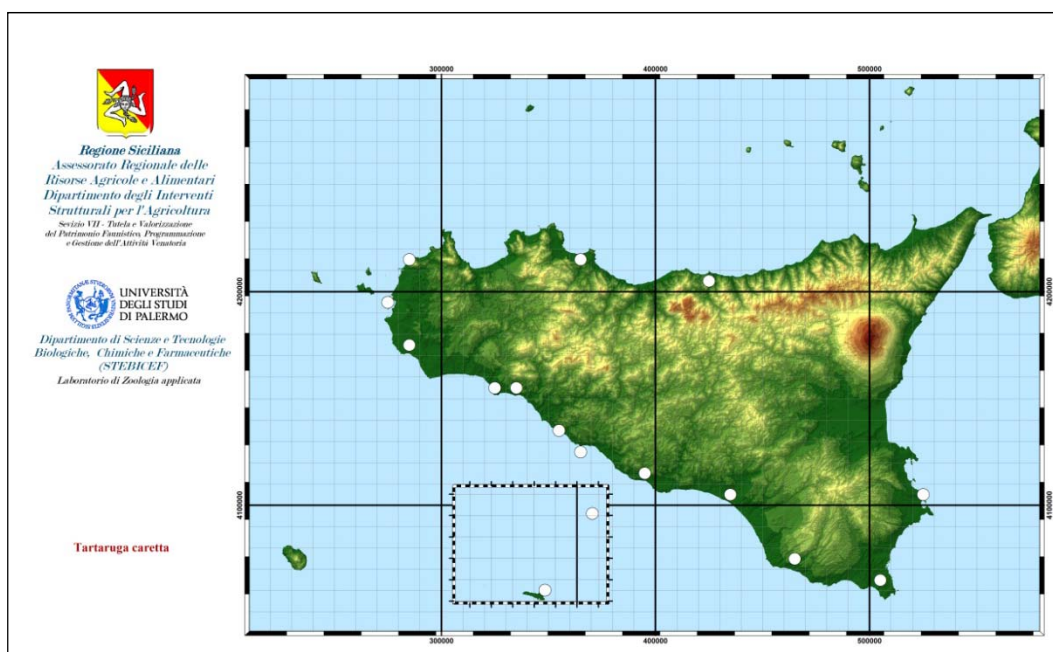 Regione Siciliana
Assessorato Regionale delle
Risorse Agricole e Alimentari
Dipartimento degli Interventi
Strutturali per l'Agricoltura
Sevizio VII - Tutela e Valorizzazione
del Patrimonio Faunistico, Programmazione
e Gestione dell'Attività Venatoria
UNIVERSITÀ
DEGLI STUDI
DI PALERMO
Dipartimento di Scienze e Tecnologie
Biologiche, Chimiche e Farmaceutiche
(STEBICEF)
Laboratorio di Zoologia applicata
Tartaruga caretta
300000
400000
500000
4200000
4200000
4100000
4100000
300000
400000
500000